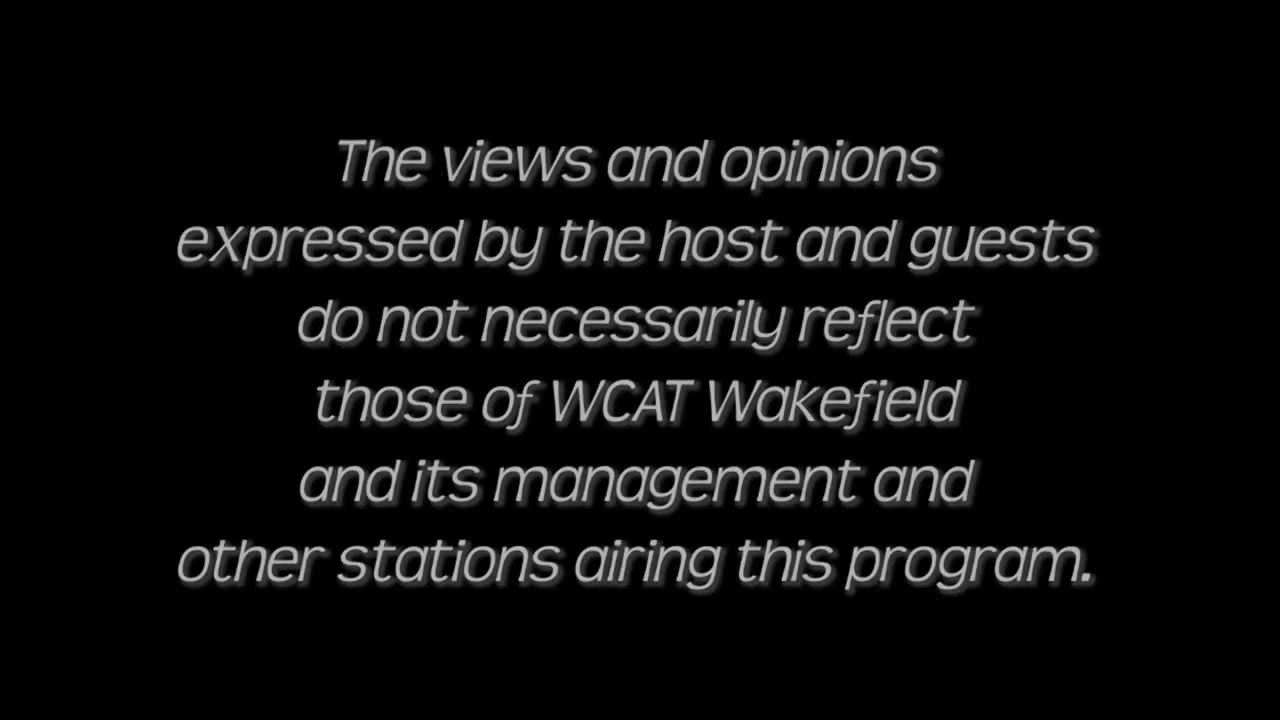 The views and opinions
expressed by the host and guests
do not necessarily reflect
those of WCAT Wakefield
and its management and
other stations airing this program.